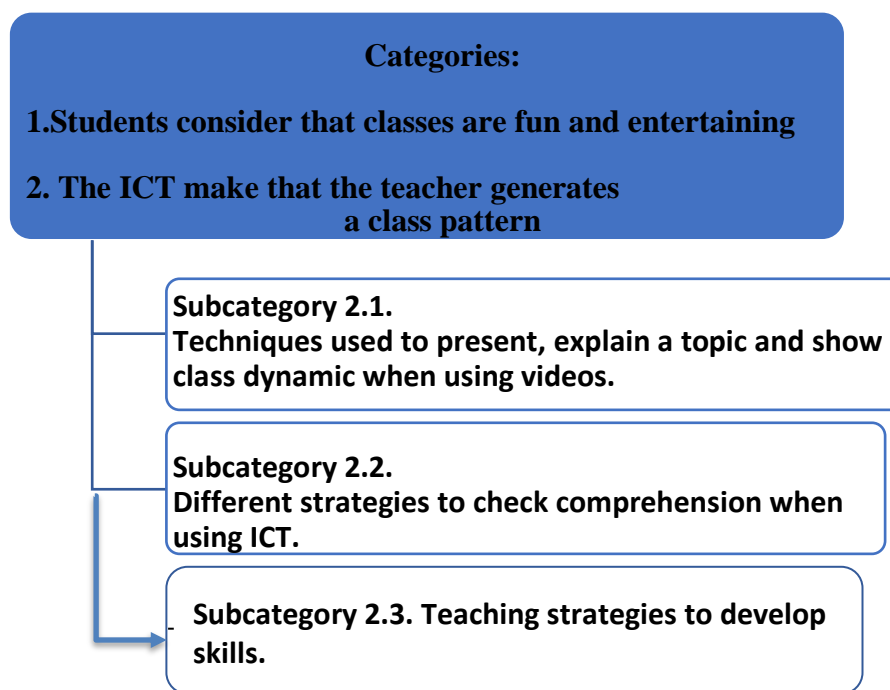 Categories:
1.Students consider that classes are fun and entertaining
2. The ICT make that the teacher generates
a class pattern
Subcategory 2.1.
Techniques used to present, explain a topic and show
class dynamic when using videos.
Subcategory 2.2.
Different strategies to check comprehension when
using ICT.
- Subcategory 2.3. Teaching strategies to develop
skills.